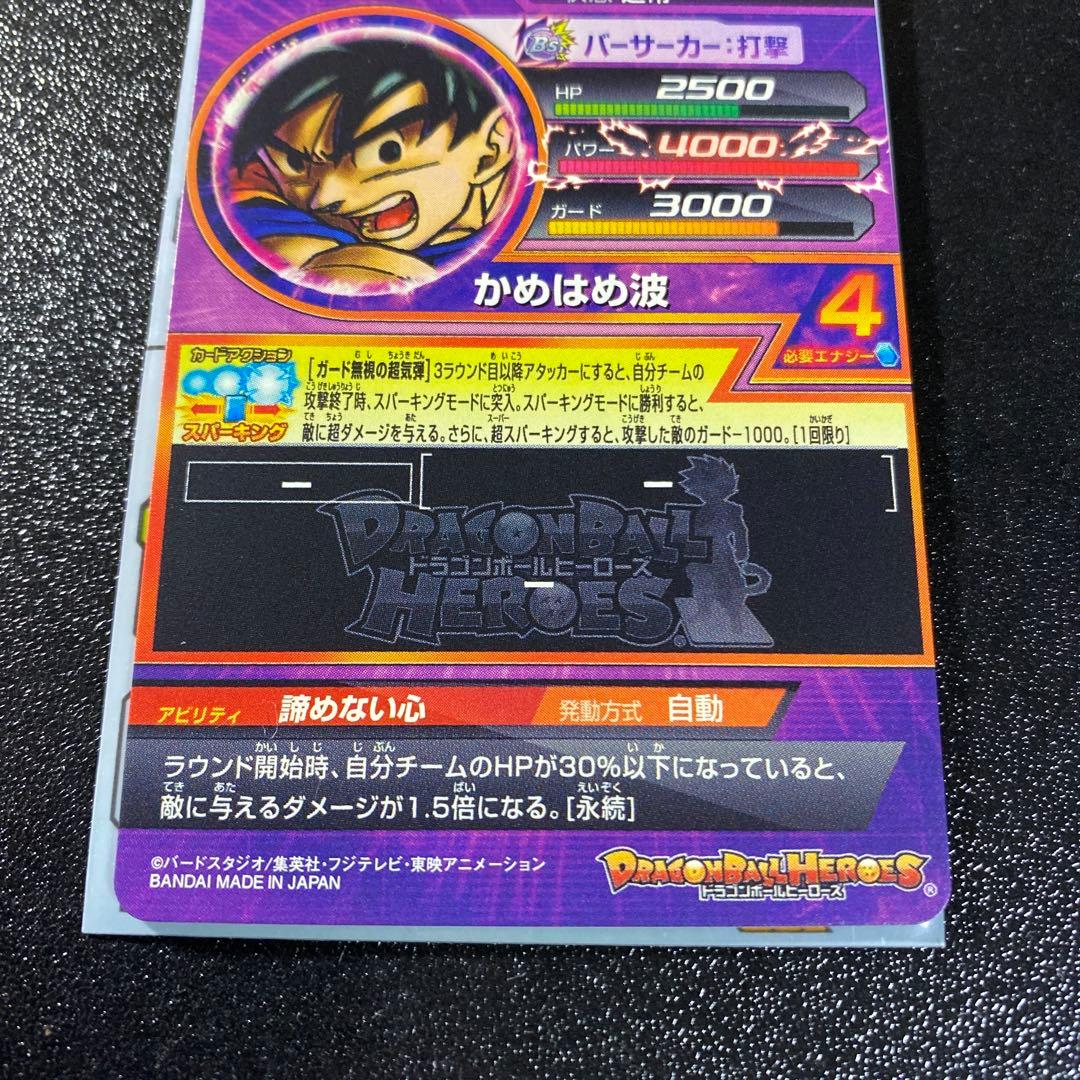 状態 通常
Bs バーサーカー：打撃
HP 2500
パワー 4000
ガード 3000
かめはめ波
4
必要エナジー
カードアクション
スパーキング
[ガード無視の超気弾]3ラウンド目以降アタッカーにすると、自分チームの
攻撃終了時、スパーキングモードに突入。スパーキングモードに勝利すると、
敵に超ダメージを与える。さらに、超スパーキングすると、攻撃した敵のガード-1000。[1回限り]
ー
ー
DRAGON BALL
ドラゴンボールヒーローズ
ー
HEROES
アビリティ 諦めない心 発動方式 自動
ラウンド開始時、自分チームのHPが30%以下になっていると、
敵に与えるダメージが1.5倍になる。[永続]
©バードスタジオ/集英社・フジテレビ・東映アニメーション
BANDAI MADE IN JAPAN
DRAGON BALL HEROES
ドラゴンボールヒーローズ